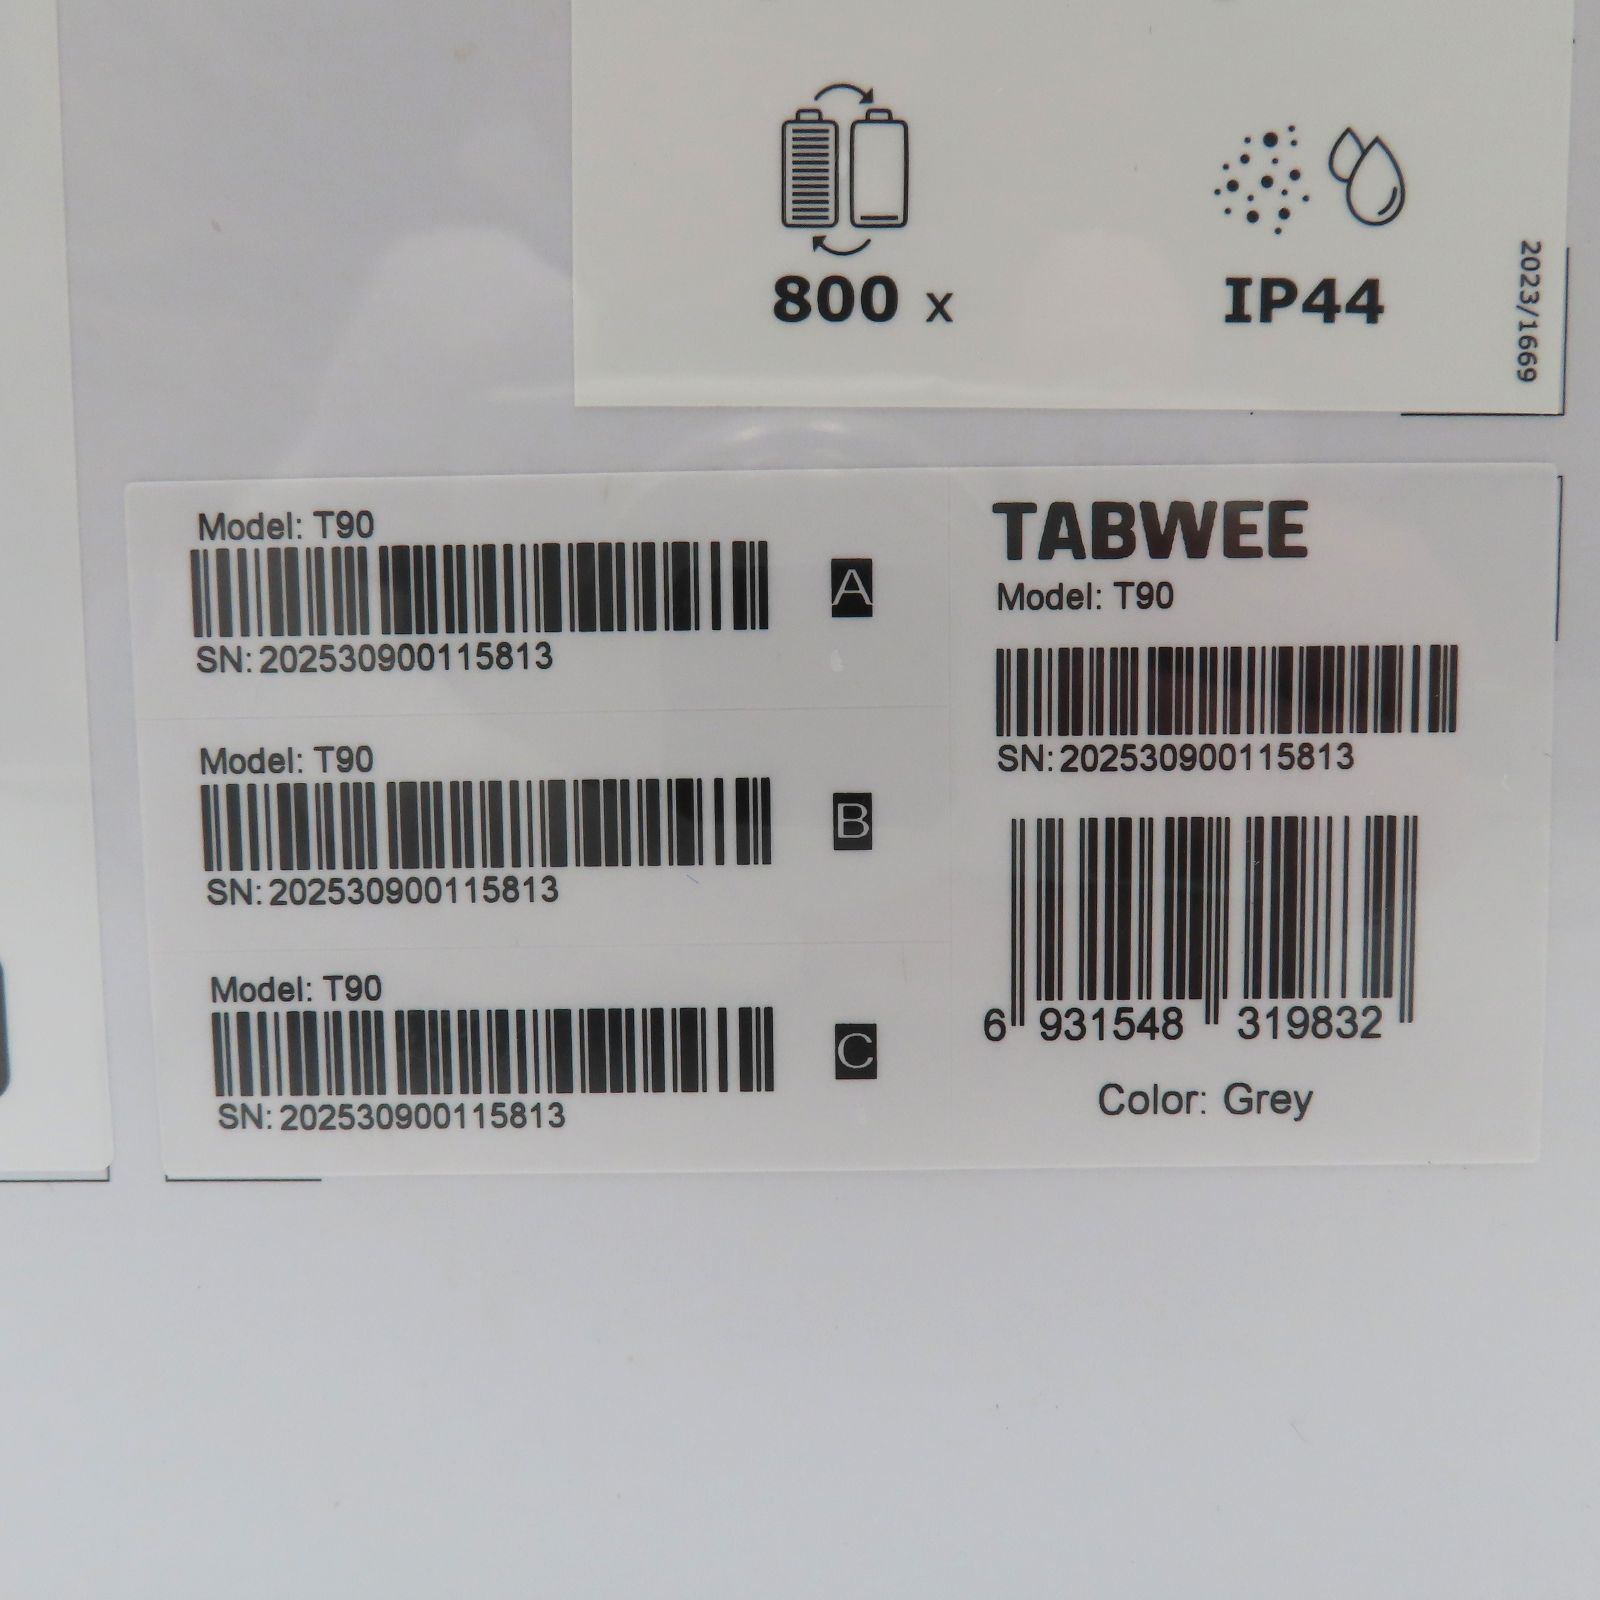 800 x
IP44
2023/1669
Model: T90
SN: 202530900115813
A
Model: T90
SN: 202530900115813
B
Model: T90
SN: 202530900115813
C
TABWEE
Model: T90
SN: 202530900115813
6 931548 319832
Color: Grey